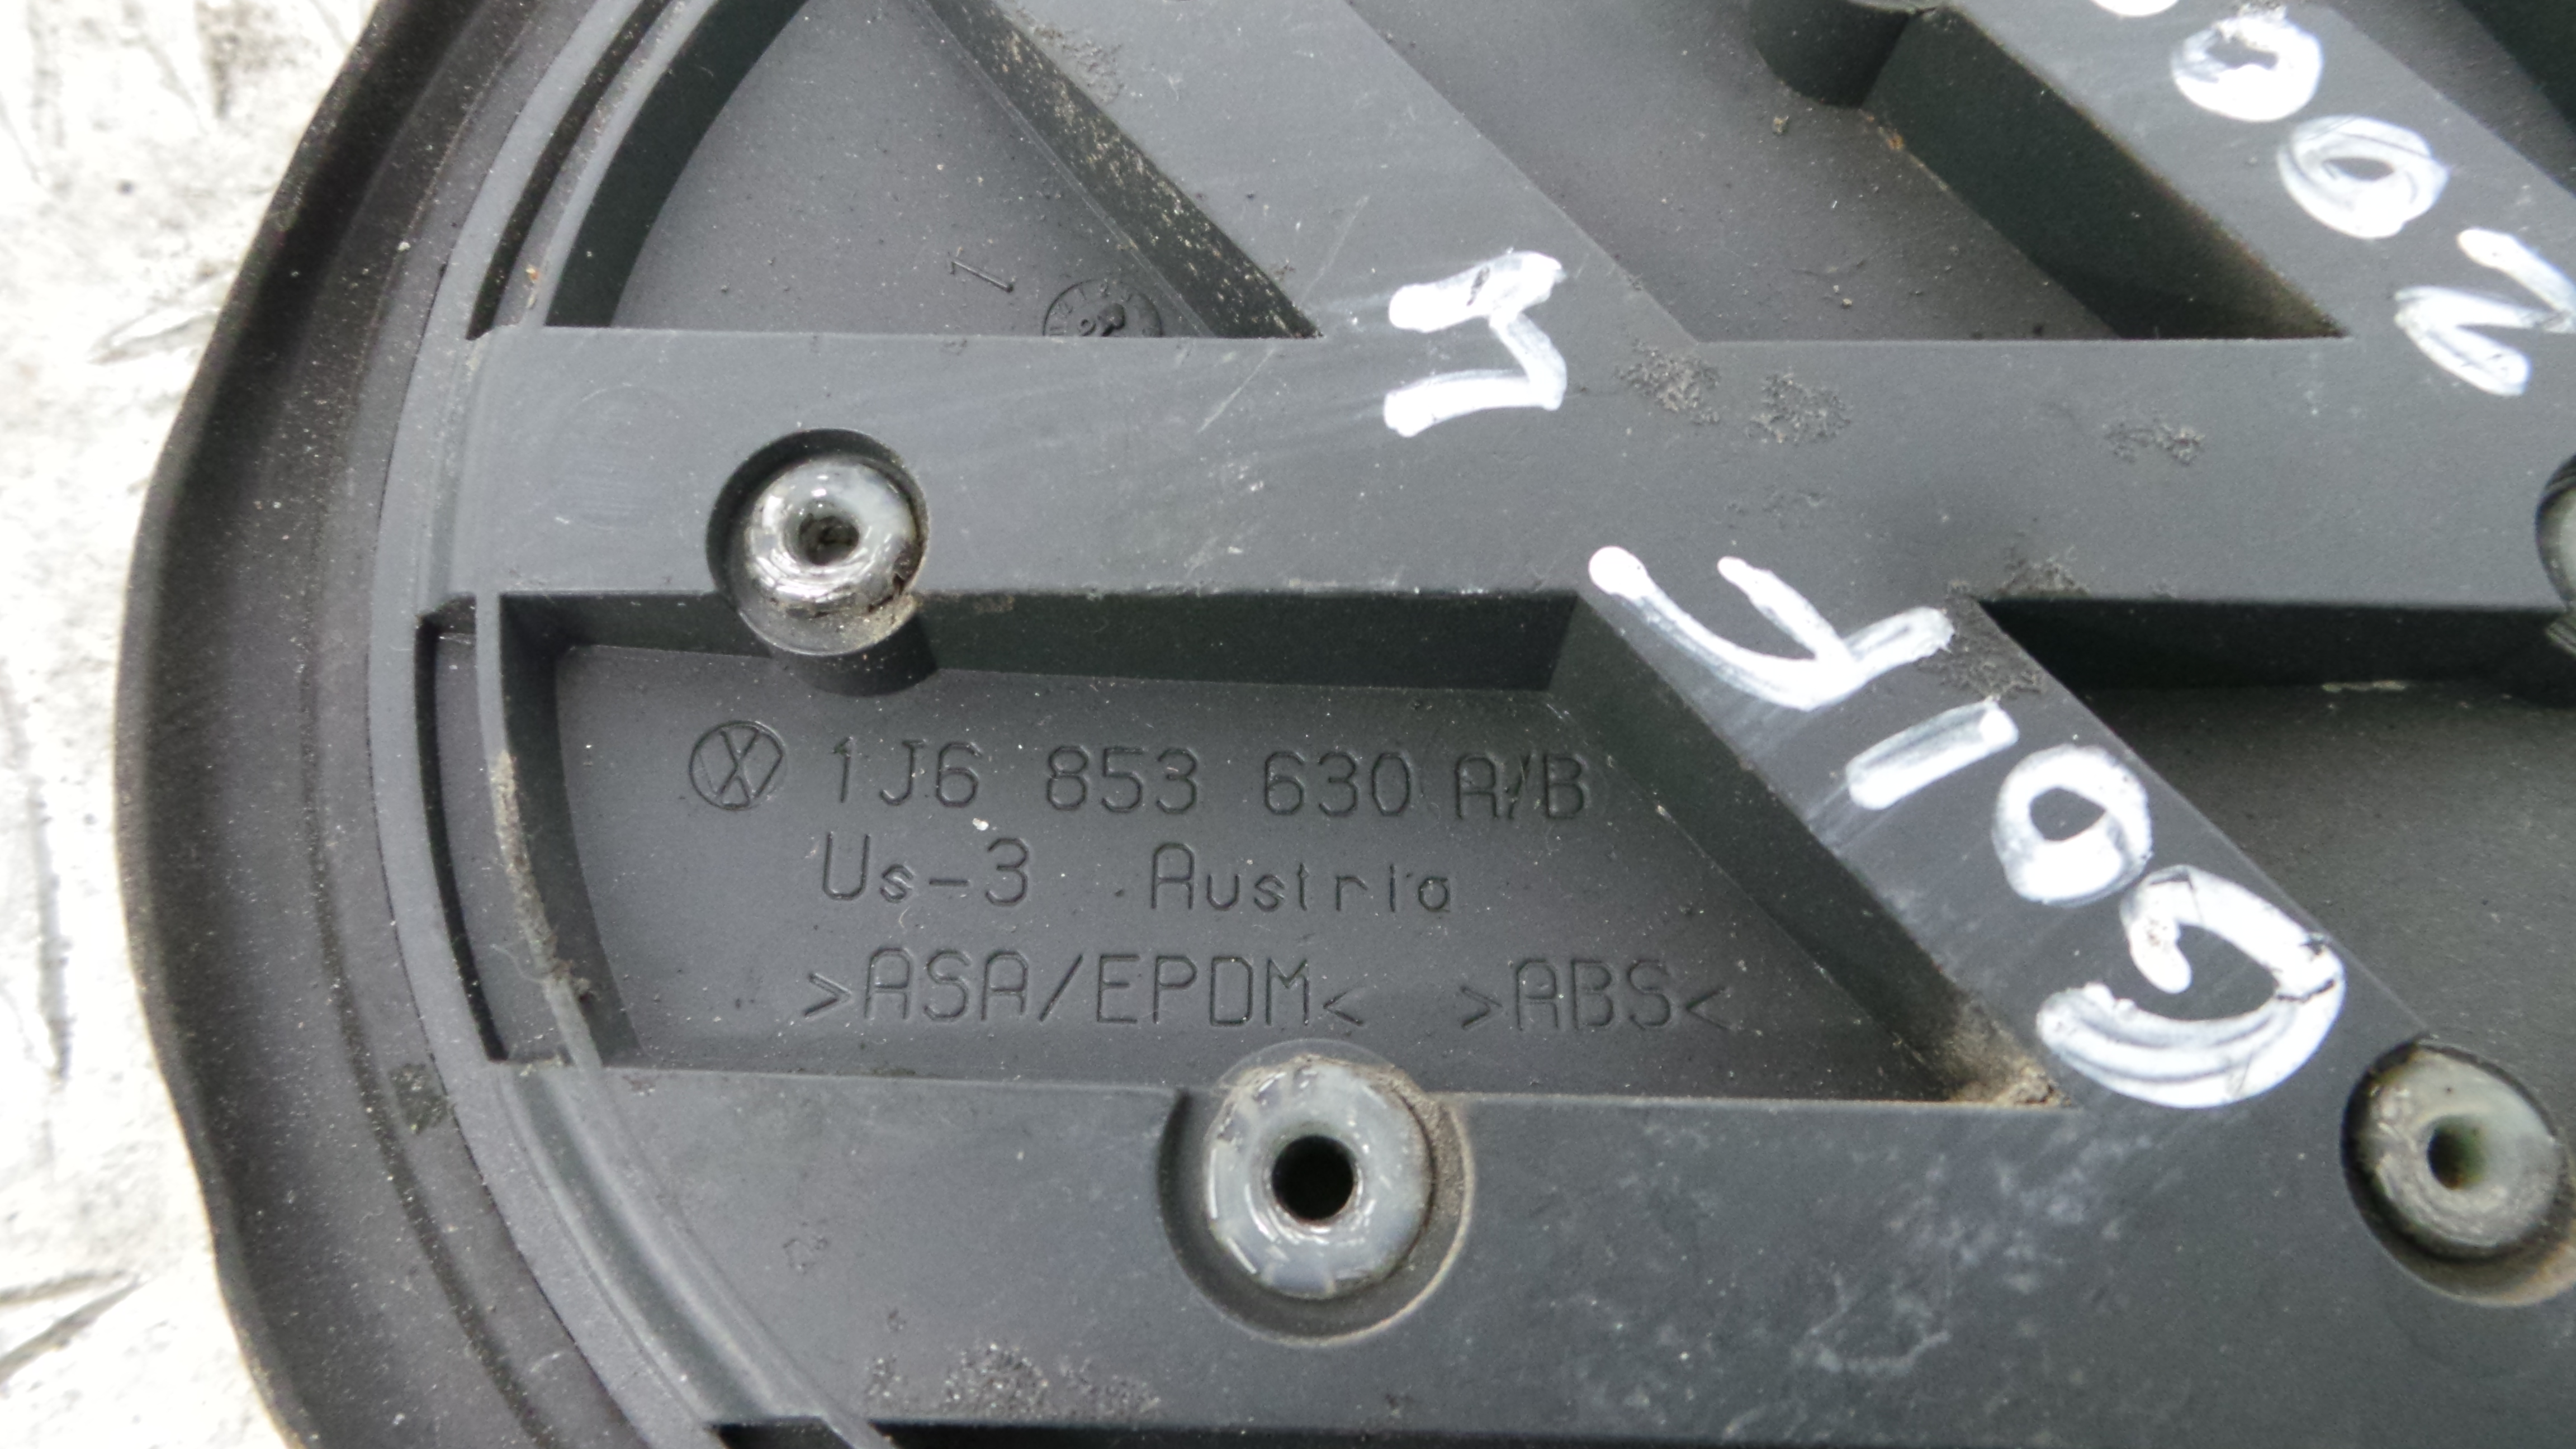 1J6 853 630 A/B
Us-3 Austria
>ASA/EPDM< >ABS<
GolF